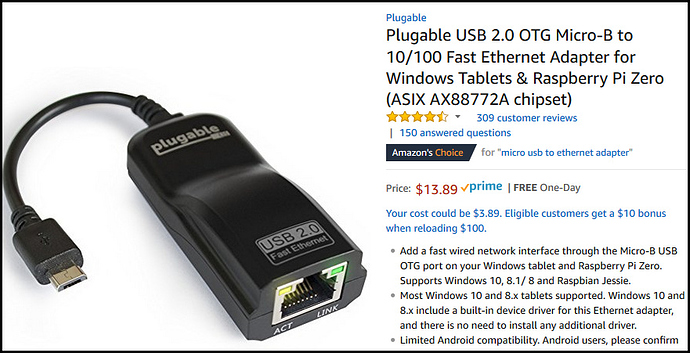 plugable
USB 2.0
Fast Ethernet
ACT
LINK
Plugable
Plugable USB 2.0 OTG Micro-B to
10/100 Fast Ethernet Adapter for
Windows Tablets & Raspberry Pi Zero
(ASIX AX88772A chipset)
309 customer reviews
| 150 answered questions
Amazon's Choice for "micro usb to ethernet adapter"
Price: $13.89 prime | FREE One-Day
Your cost could be $3.89. Eligible customers get a $10 bonus
when reloading $100.
• Add a fast wired network interface through the Micro-B USB
OTG port on your Windows tablet and Raspberry Pi Zero.
Supports Windows 10, 8.1/ 8 and Raspbian Jessie.
• Most Windows 10 and 8.x tablets supported. Windows 10 and
8.x include a built-in device driver for this Ethernet adapter,
and there is no need to install any additional driver.
• Limited Android compatibility. Android users, please confirm